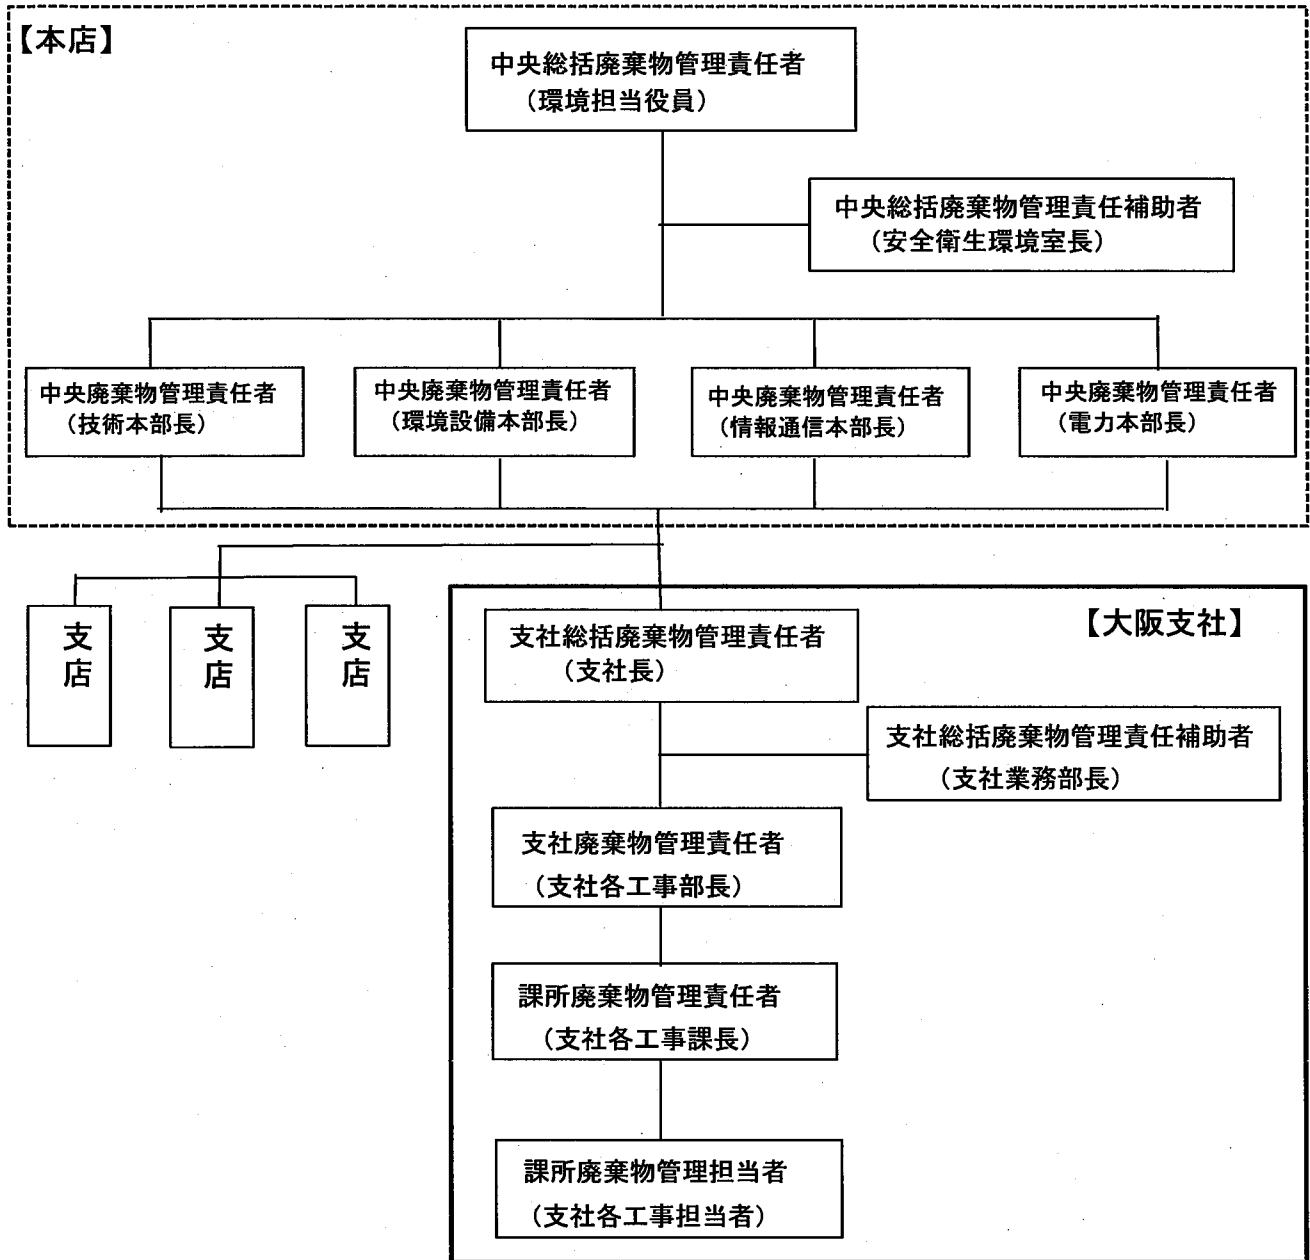 【本店】
中央総括廃棄物管理責任者
（環境担当役員）
中央総括廃棄物管理責任補助者
（安全衛生環境室長）
中央廃棄物管理責任者
（技術本部長）
中央廃棄物管理責任者
（環境設備本部長）
中央廃棄物管理責任者
（情報通信本部長）
中央廃棄物管理責任者
（電力本部長）
支店
支店
支店
【大阪支社】
支社総括廃棄物管理責任者
（支社長）
支社総括廃棄物管理責任補助者
（支社業務部長）
支社廃棄物管理責任者
（支社各工事部長）
課所廃棄物管理責任者
（支社各工事課長）
課所廃棄物管理担当者
（支社各工事担当者）